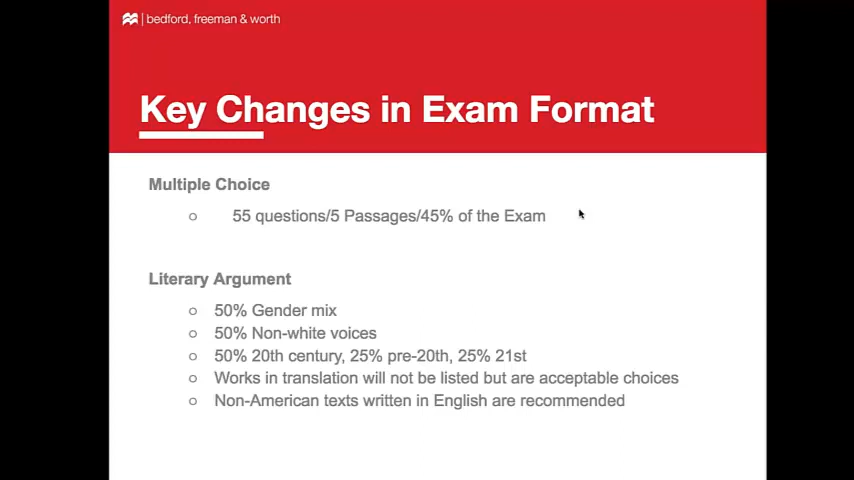 bedford, freeman & worth
Key Changes in Exam Format
Multiple Choice
55 questions/5 Passages/45% of the Exam
Literary Argument
50% Gender mix
50% Non-white voices
50% 20th century, 25% pre-20th, 25% 21st
Works in translation will not be listed but are acceptable choices
Non-American texts written in English are recommended